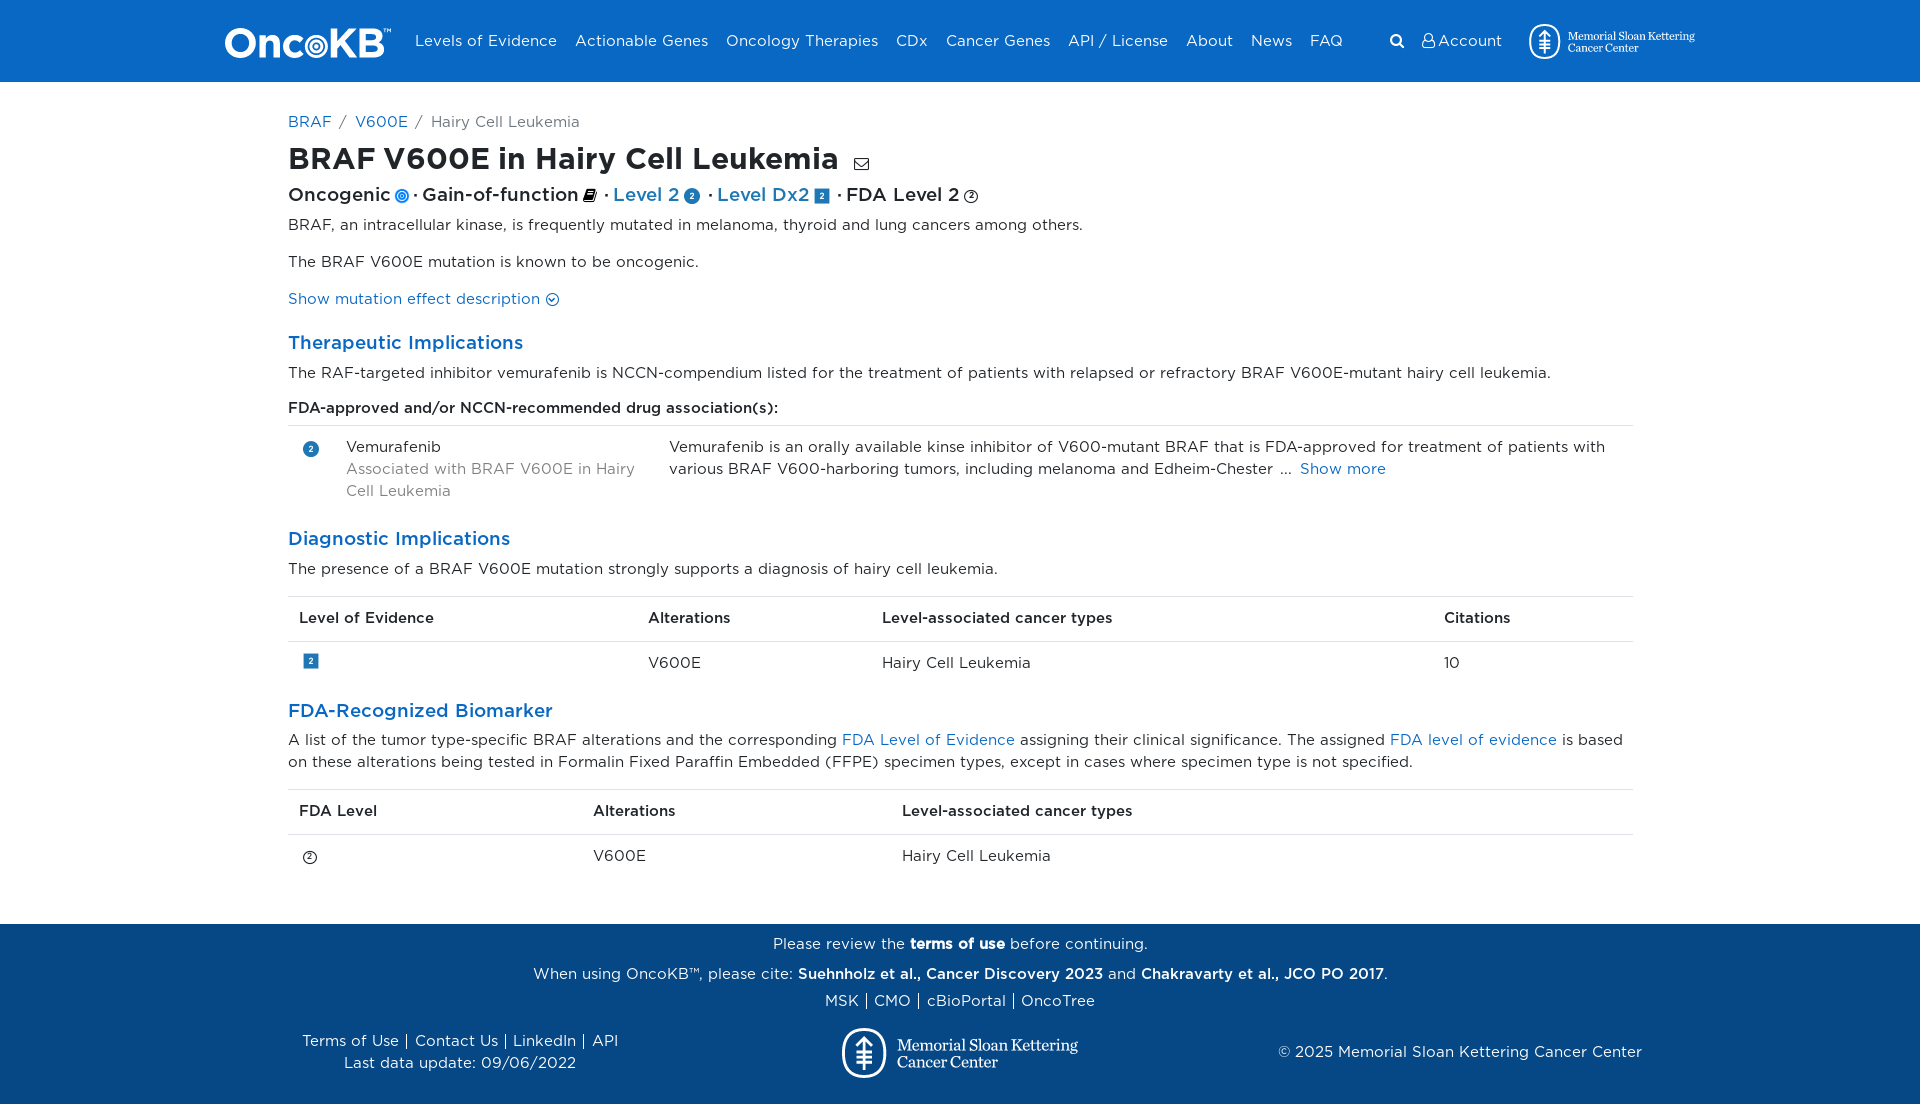 OncoKB™ Levels of Evidence Actionable Genes Oncology Therapies CDx Cancer Genes API / License About News FAQ Account Memorial Sloan Kettering
Cancer Center
BRAF / V600E / Hairy Cell Leukemia
BRAF V600E in Hairy Cell Leukemia
Oncogenic · Gain-of-function · Level 2 2 · Level Dx2 2 · FDA Level 2 2
BRAF, an intracellular kinase, is frequently mutated in melanoma, thyroid and lung cancers among others.
The BRAF V600E mutation is known to be oncogenic.
Show mutation effect description
Therapeutic Implications
The RAF-targeted inhibitor vemurafenib is NCCN-compendium listed for the treatment of patients with relapsed or refractory BRAF V600E-mutant hairy cell leukemia.
FDA-approved and/or NCCN-recommended drug association(s):
2 Vemurafenib Vemurafenib is an orally available kinse inhibitor of V600-mutant BRAF that is FDA-approved for treatment of patients with
Associated with BRAF V600E in Hairy various BRAF V600-harboring tumors, including melanoma and Edheim-Chester ... Show more
Cell Leukemia
Diagnostic Implications
The presence of a BRAF V600E mutation strongly supports a diagnosis of hairy cell leukemia.
Level of Evidence Alterations Level-associated cancer types Citations
2 V600E Hairy Cell Leukemia 10
FDA-Recognized Biomarker
A list of the tumor type-specific BRAF alterations and the corresponding FDA Level of Evidence assigning their clinical significance. The assigned FDA level of evidence is based
on these alterations being tested in Formalin Fixed Paraffin Embedded (FFPE) specimen types, except in cases where specimen type is not specified.
FDA Level Alterations Level-associated cancer types
2 V600E Hairy Cell Leukemia
Please review the terms of use before continuing.
When using OncoKB™, please cite: Suehnholz et al., Cancer Discovery 2023 and Chakravarty et al., JCO PO 2017.
MSK | CMO | cBioPortal | OncoTree
Terms of Use | Contact Us | LinkedIn | API
Last data update: 09/06/2022
Memorial Sloan Kettering
Cancer Center
© 2025 Memorial Sloan Kettering Cancer Center